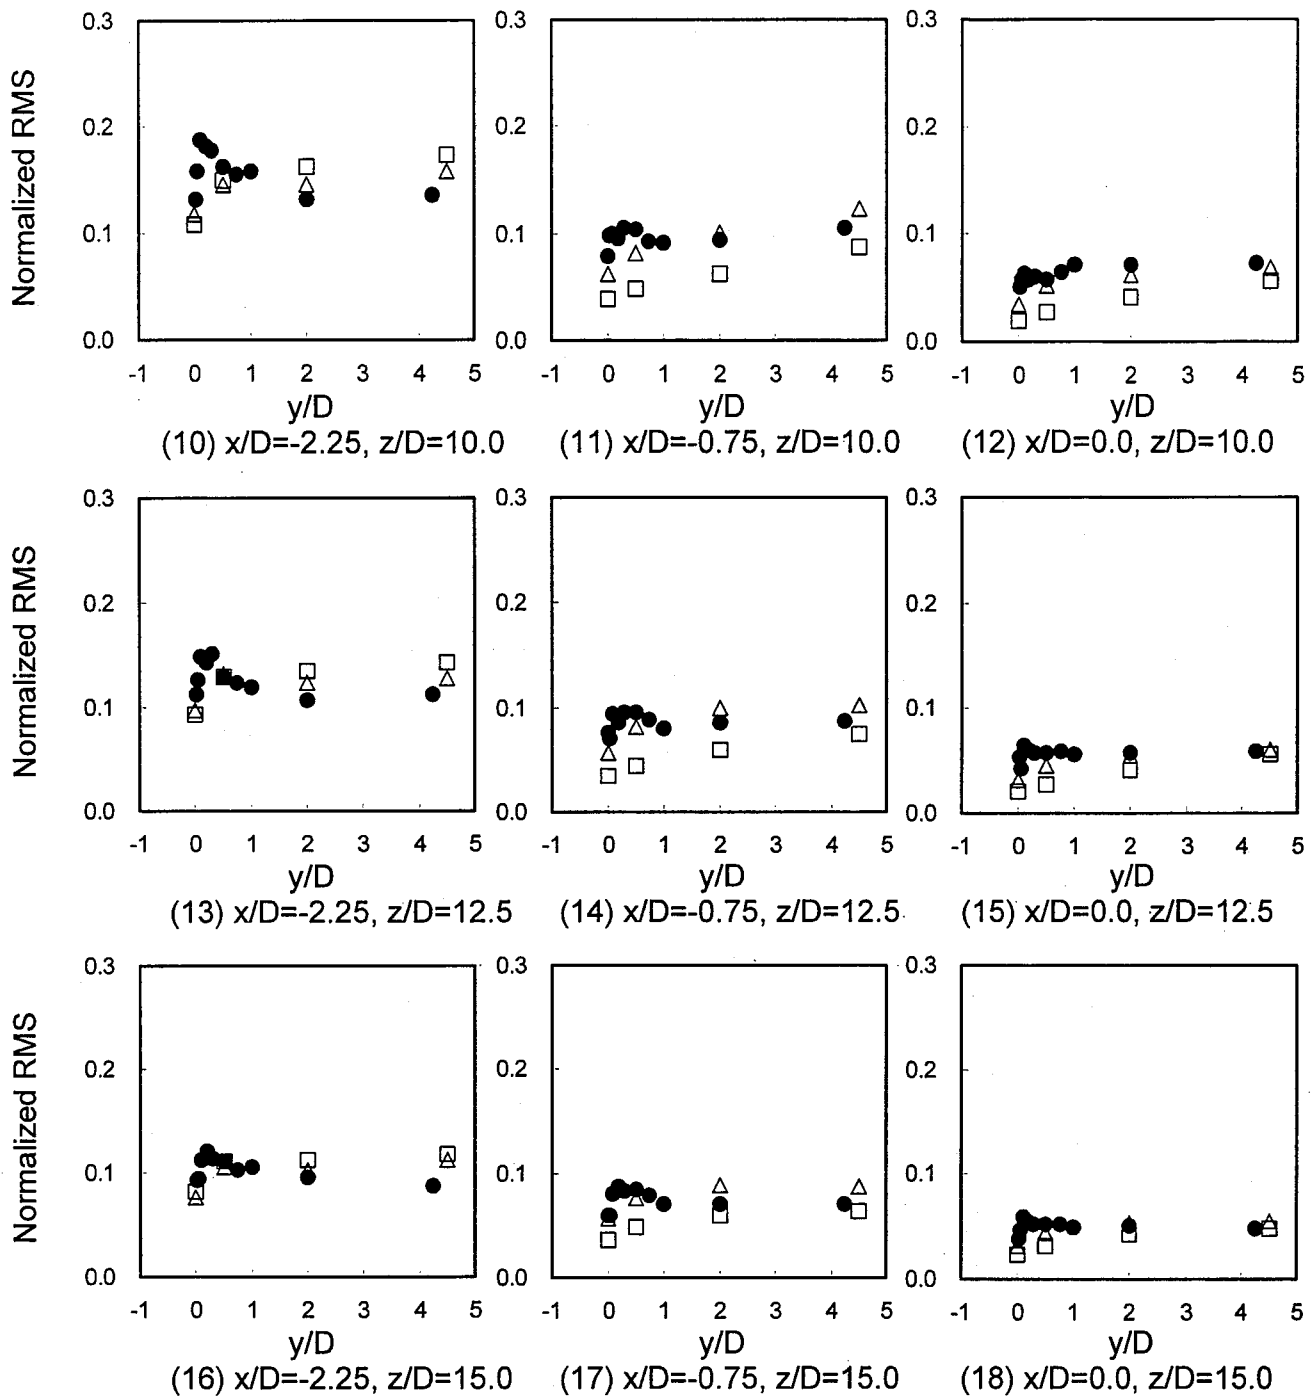 Normalized RMS
0.3 0.3 0.3
0.2 0.2 0.2
0.1 0.1 0.1
0.0 0.0 0.0
-1 0 1 2 3 4 5 -1 0 1 2 3 4 5 -1 0 1 2 3 4 5
y/D y/D y/D
(10) x/D=-2.25, z/D=10.0 (11) x/D=-0.75, z/D=10.0 (12) x/D=0.0, z/D=10.0
Normalized RMS
0.3 0.3 0.3
0.2 0.2 0.2
0.1 0.1 0.1
0.0 0.0 0.0
-1 0 1 2 3 4 5 -1 0 1 2 3 4 5 -1 0 1 2 3 4 5
y/D y/D y/D
(13) x/D=-2.25, z/D=12.5 (14) x/D=-0.75, z/D=12.5 (15) x/D=0.0, z/D=12.5
Normalized RMS
0.3 0.3 0.3
0.2 0.2 0.2
0.1 0.1 0.1
0.0 0.0 0.0
-1 0 1 2 3 4 5 -1 0 1 2 3 4 5 -1 0 1 2 3 4 5
y/D y/D y/D
(16) x/D=-2.25, z/D=15.0 (17) x/D=-0.75, z/D=15.0 (18) x/D=0.0, z/D=15.0